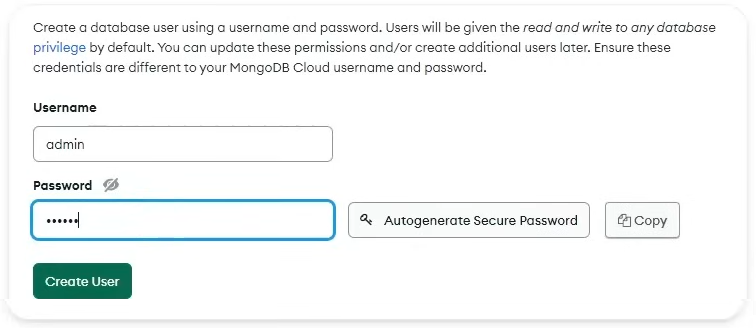 Create a database user using a username and password. Users will be given the read and write to any database
privilege by default. You can update these permissions and/or create additional users later. Ensure these
credentials are different to your MongoDB Cloud username and password.
Username
admin
Password
••••••
Autogenerate Secure Password
Copy
Create User